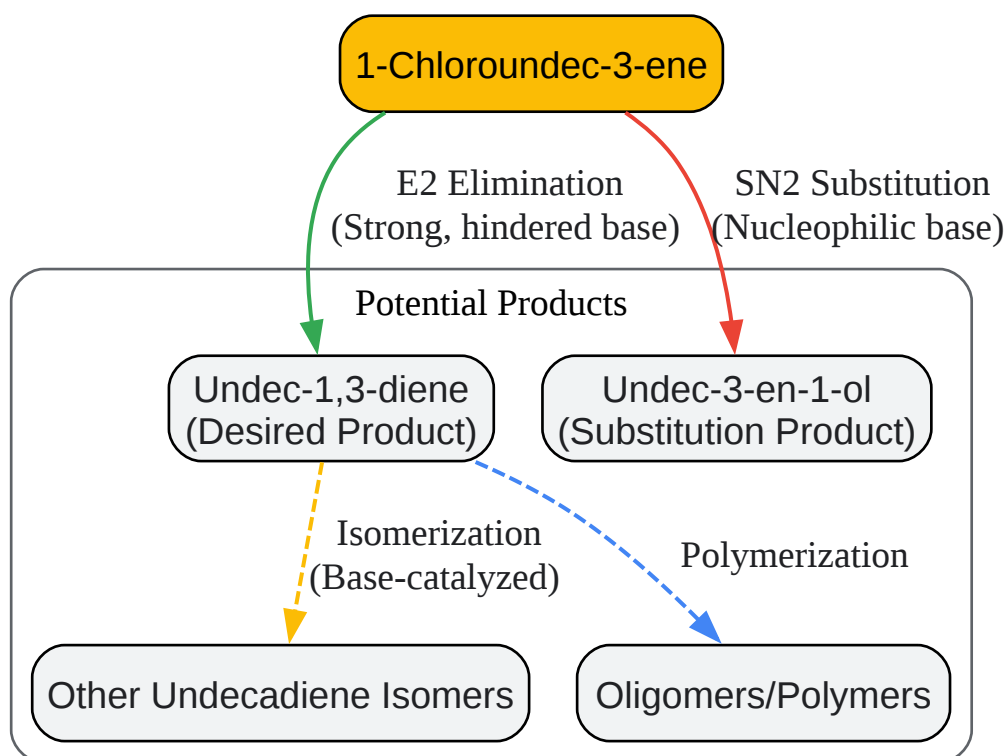 1-Chloroundec-3-ene
E2 Elimination
(Strong, hindered base)
SN2 Substitution
(Nucleophilic base)
Potential Products
Undec-1,3-diene
(Desired Product)
Undec-3-en-1-ol
(Substitution Product)
Isomerization
(Base-catalyzed)
Polymerization
Other Undecadiene Isomers
Oligomers/Polymers